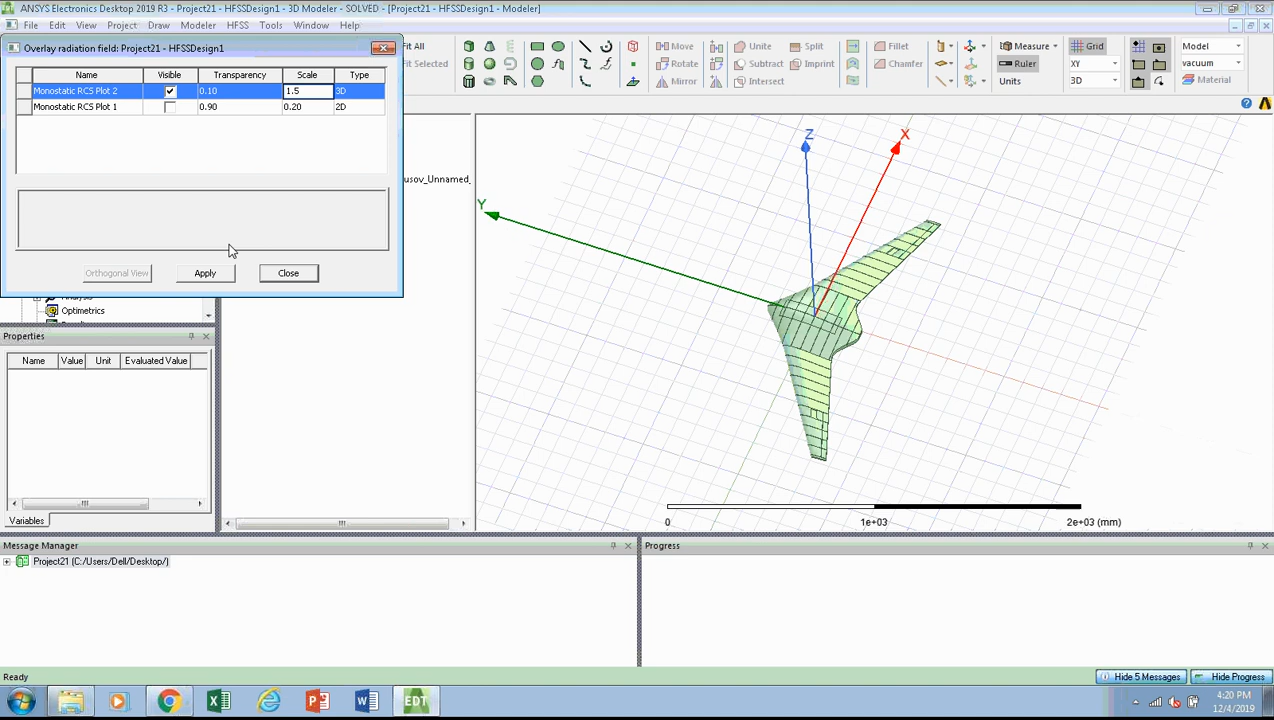 ANSYS Electronics Desktop 2019 R3 - Project21 - HFSSDesign1 - 3D Modeler - SOLVED - [Project21 - HFSSDesign1 - Modeler]
File Edit View Project Draw Modeler HFSS Tools Window Help
Overlay radiation field: Project21 - HFSSDesign1
Name Visible Transparency Scale Type
Monostatic RCS Plot 2 0.10 1.5 3D
Monostatic RCS Plot 1 0.90 0.20 2D
Orthogonal View Apply Close
Fit All
Fit Selected
Move Unite Split Fillet Measure Grid Model
Rotate Subtract Imprint Chamfer Ruler XY vacuum
Mirror Intersect Units 3D Material
usov_Unnamed_
Z
X
Y
Optimetrics
Properties
Name Value Unit Evaluated Value
Variables
0 1e+03 2e+03 (mm)
Message Manager
Project21 (C:/Users/Dell/Desktop/)
Progress
Ready
Hide 5 Messages Hide Progress
EDT
4:20 PM
12/4/2019